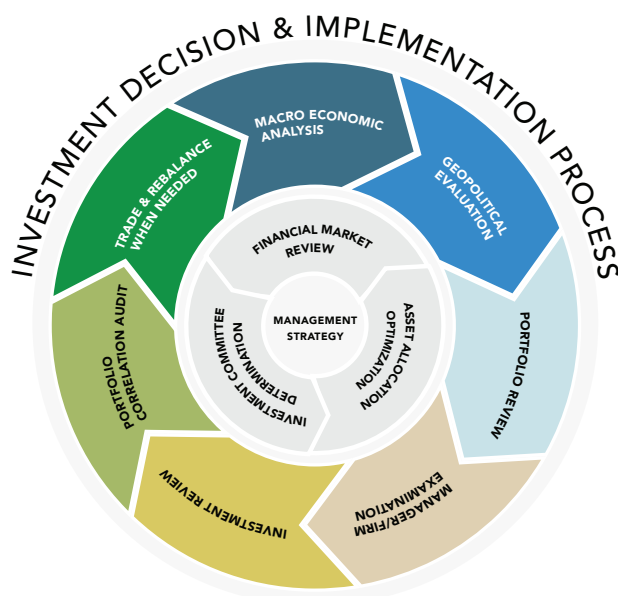 INVESTMENT DECISION & IMPLEMENTATION PROCESS
MACRO ECONOMIC
ANALYSIS
GEOPOLITICAL
EVALUATION
PORTFOLIO REVIEW
MANAGER/FIRM
EXAMINATION
INVESTMENT REVIEW
PORTFOLIO
CORRELATION AUDIT
TRADE & REBALANCE
WHEN NEEDED
FINANCIAL MARKET
REVIEW
ASSET ALLOCATION
OPTIMIZATION
INVESTMENT COMMITTEE
DETERMINATION
MANAGEMENT
STRATEGY